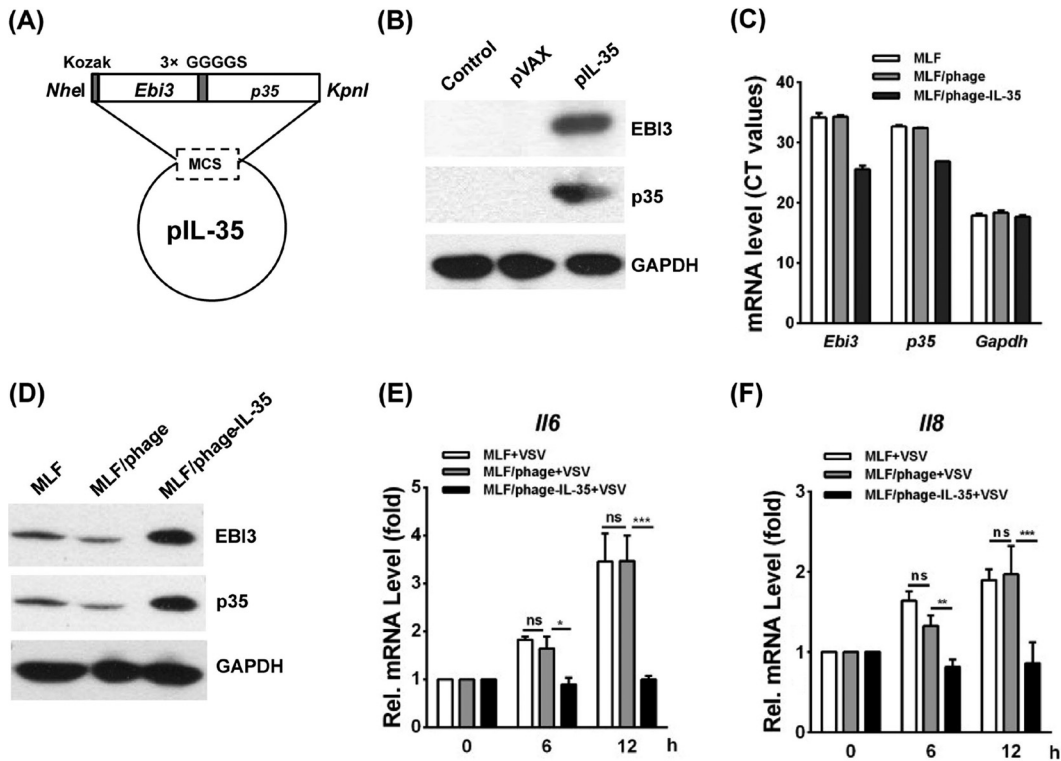 (A)
Kozak 3× GGGGS
NheI Ebi3 p35 KpnI
MCS
pIL-35
(B)
Control pVAX pIL-35
EBI3
p35
GAPDH
(C)
MLF
MLF/phage
MLF/phage-IL-35
mRNA level (CT values)
40
30
20
10
0
Ebi3 p35 Gapdh
(D)
MLF MLF/phage MLF/phage-IL-35
EBI3
p35
GAPDH
(E)
Il6
MLF+VSV
MLF/phage+VSV
MLF/phage-IL-35+VSV
Rel. mRNA Level (fold)
5
4
3
2
1
0
ns ***
ns *
0 6 12 h
(F)
Il8
MLF+VSV
MLF/phage+VSV
MLF/phage-IL-35+VSV
Rel. mRNA Level (fold)
3
2
1
0
ns ***
ns **
0 6 12 h